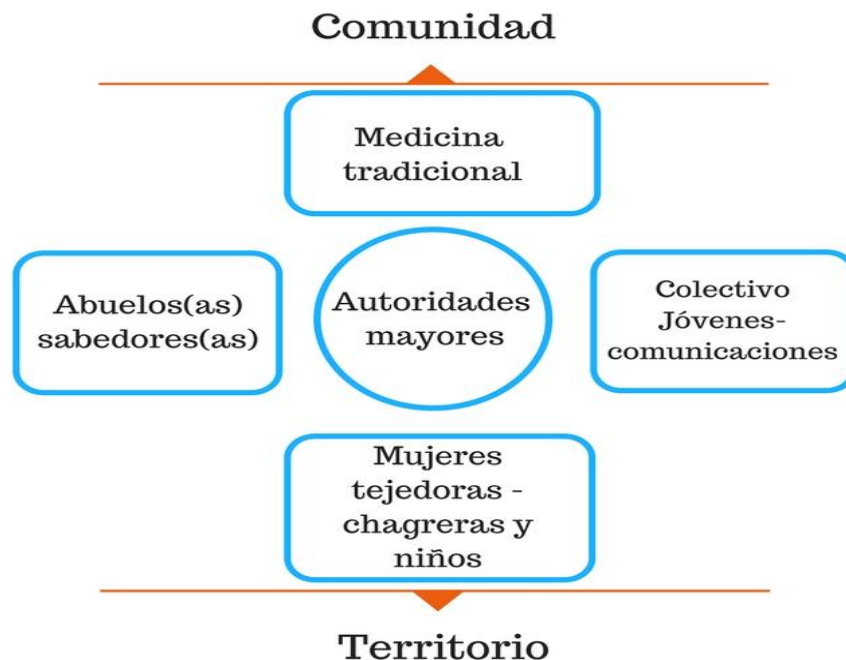 Comunidad
Medicina
tradicional
Abuelos(as)
sabedores(as)
Autoridades
mayores
Colectivo
Jóvenes-
comunicaciones
Mujeres
tejedoras -
chagreras y
niños
Territorio